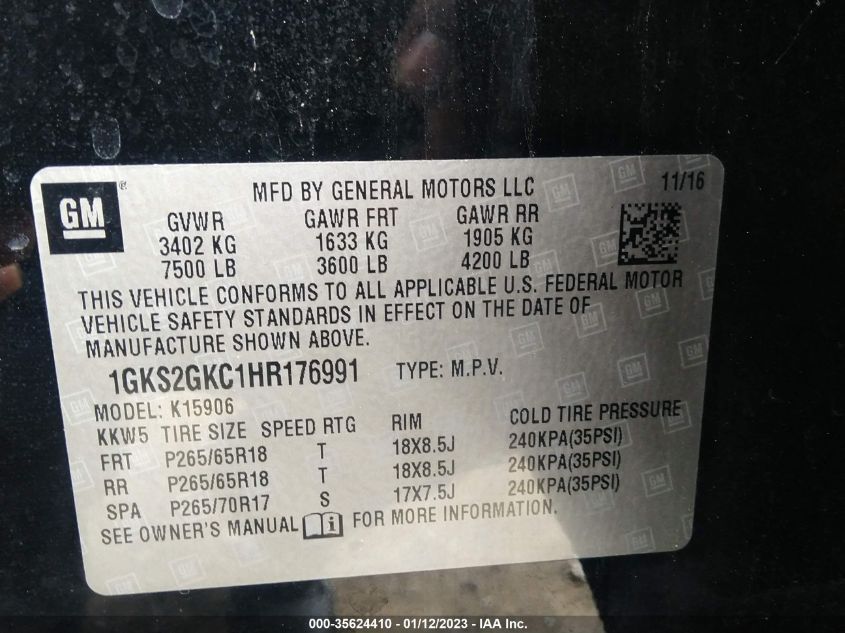 GM ®
MFD BY GENERAL MOTORS LLC 11/16
GVWR GAWR FRT GAWR RR
3402 KG 1633 KG 1905 KG
7500 LB 3600 LB 4200 LB
THIS VEHICLE CONFORMS TO ALL APPLICABLE U.S. FEDERAL MOTOR
VEHICLE SAFETY STANDARDS IN EFFECT ON THE DATE OF
MANUFACTURE SHOWN ABOVE.
1GKS2GKC1HR176991 TYPE: M.P.V.
MODEL: K15906
KKW5 TIRE SIZE SPEED RTG RIM COLD TIRE PRESSURE
FRT P265/65R18 T 18X8.5J 240KPA(35PSI)
RR P265/65R18 T 18X8.5J 240KPA(35PSI)
SPA P265/70R17 S 17X7.5J 240KPA(35PSI)
SEE OWNER'S MANUAL i FOR MORE INFORMATION.
000-35624410 - 01/12/2023 - IAA Inc.